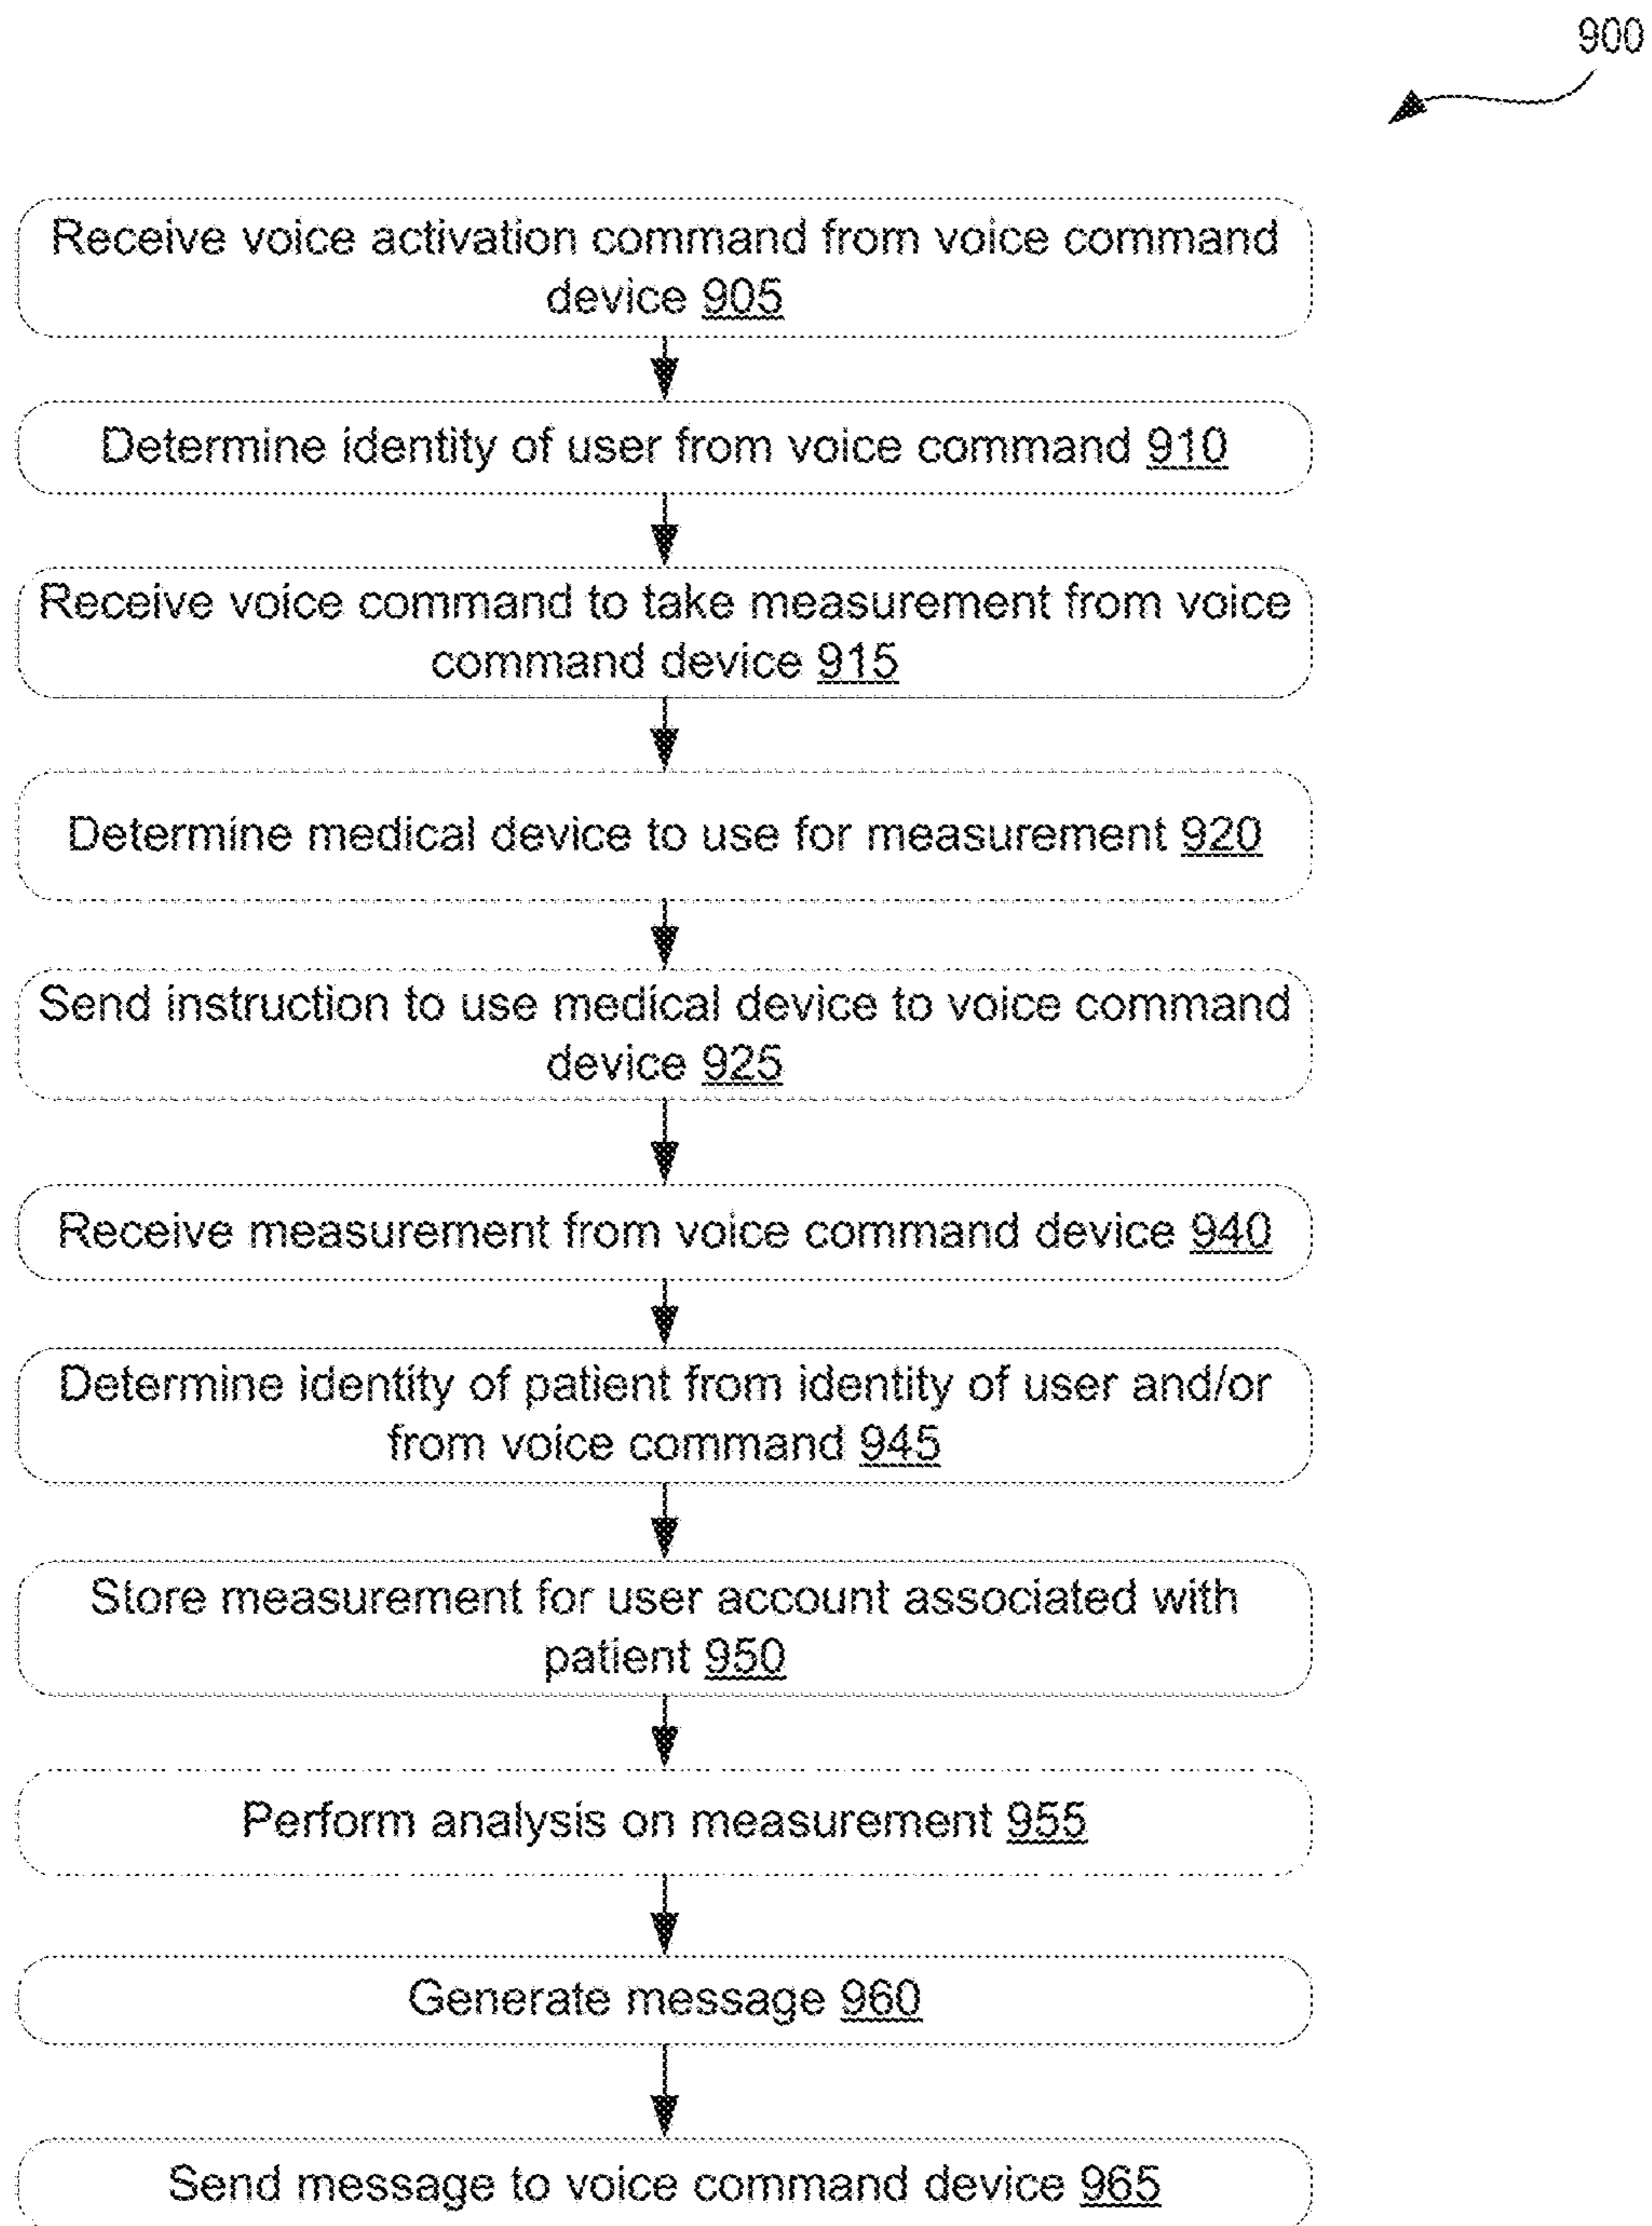 900
Receive voice activation command from voice command
device 905
Determine identity of user from voice command 910
Receive voice command to take measurement from voice
command device 915
Determine medical device to use for measurement 920
Send instruction to use medical device to voice command
device 925
Receive measurement from voice command device 940
Determine identity of patient from identity of user and/or
from voice command 945
Store measurement for user account associated with
patient 950
Perform analysis on measurement 955
Generate message 960
Send message to voice command device 965